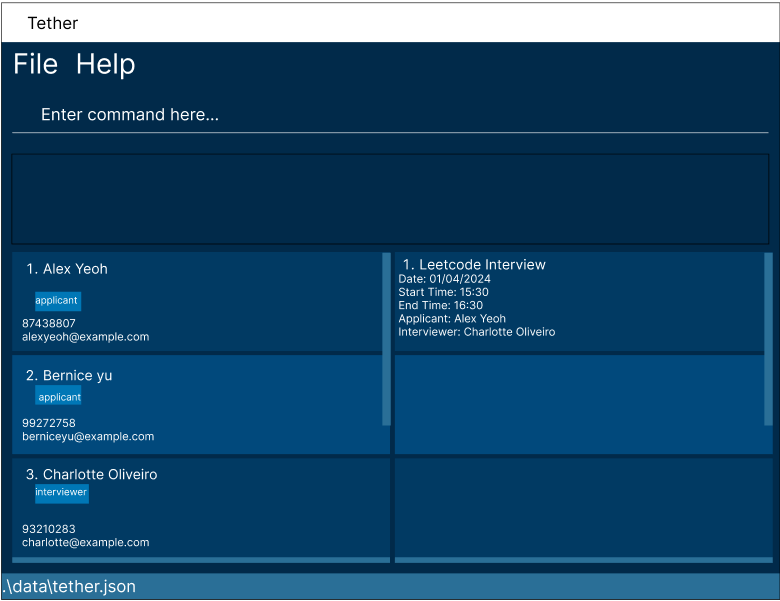 Tether
File Help
Enter command here...
1. Alex Yeoh
applicant
87438807
alexyeoh@example.com
2. Bernice yu
applicant
99272758
berniceyu@example.com
3. Charlotte Oliveiro
interviewer
93210283
charlotte@example.com
1. Leetcode Interview
Date: 01/04/2024
Start Time: 15:30
End Time: 16:30
Applicant: Alex Yeoh
Interviewer: Charlotte Oliveiro
.\data\tether.json